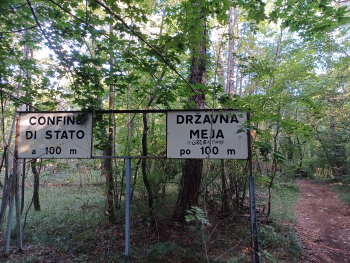 CONFINE
DI STATO
a 100 m
DRŽAVNA
MEJA
po 100 m